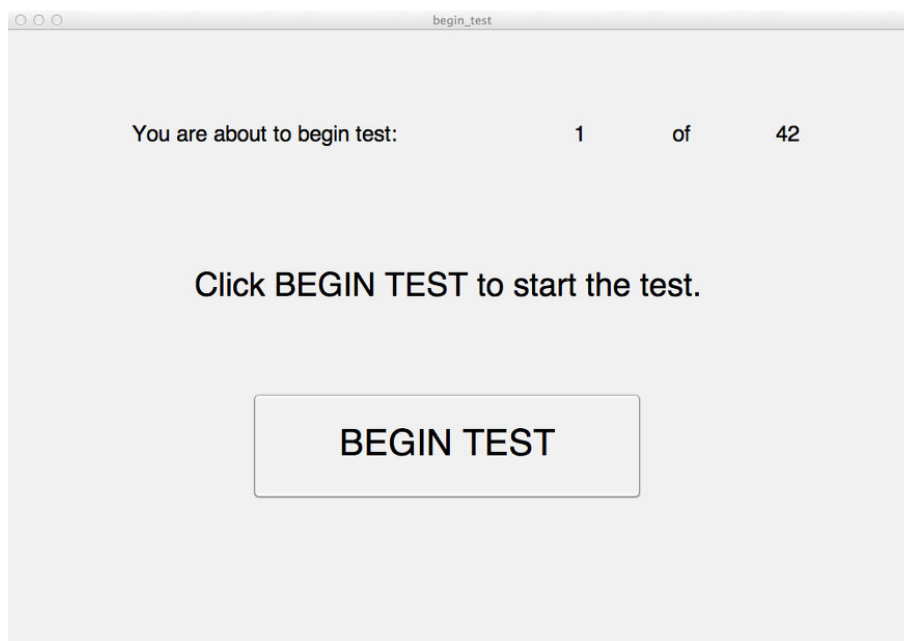 begin_test
You are about to begin test: 1 of 42
Click BEGIN TEST to start the test.
BEGIN TEST